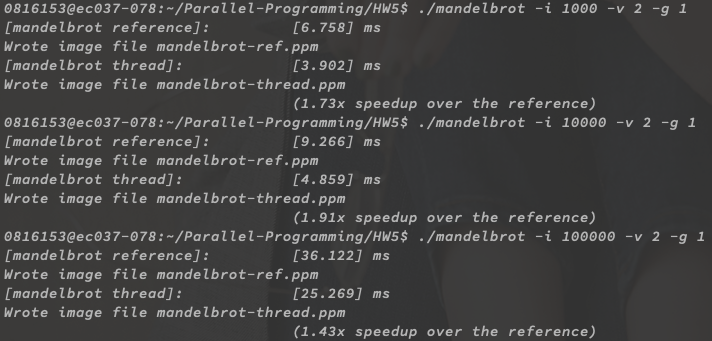 0816153@ec037-078:~/Parallel-Programming/HW5$ ./mandelbrot -i 1000 -v 2 -g 1
[mandelbrot reference]: [6.758] ms
Wrote image file mandelbrot-ref.ppm
[mandelbrot thread]: [3.902] ms
Wrote image file mandelbrot-thread.ppm
(1.73x speedup over the reference)
0816153@ec037-078:~/Parallel-Programming/HW5$ ./mandelbrot -i 10000 -v 2 -g 1
[mandelbrot reference]: [9.266] ms
Wrote image file mandelbrot-ref.ppm
[mandelbrot thread]: [4.859] ms
Wrote image file mandelbrot-thread.ppm
(1.91x speedup over the reference)
0816153@ec037-078:~/Parallel-Programming/HW5$ ./mandelbrot -i 100000 -v 2 -g 1
[mandelbrot reference]: [36.122] ms
Wrote image file mandelbrot-ref.ppm
[mandelbrot thread]: [25.269] ms
Wrote image file mandelbrot-thread.ppm
(1.43x speedup over the reference)